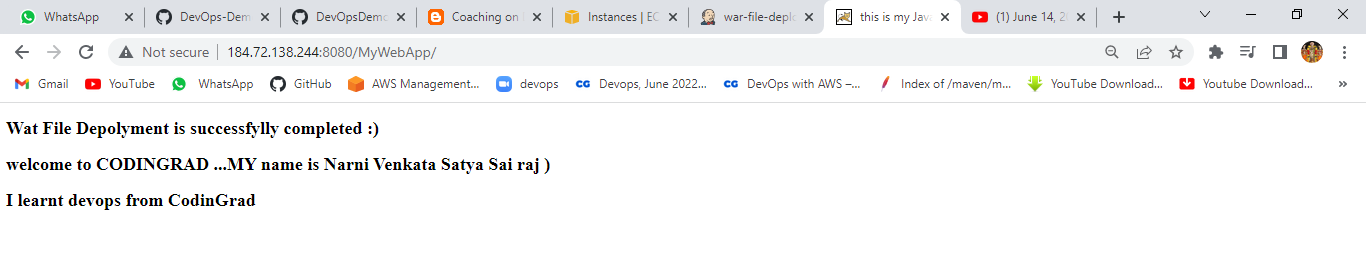 WhatsApp
DevOps-Dem
DevOpsDemo
Coaching on
Instances | EC
war-file-deplo
this is my Java
(1) June 14, 20
Not secure
184.72.138.244:8080/MyWebApp/
Gmail
YouTube
WhatsApp
GitHub
AWS Management...
devops
Devops, June 2022...
DevOps with AWS –...
Index of /maven/m...
YouTube Download...
Youtube Download...
»
Wat File Depolyment is successfylly completed :)
welcome to CODINGRAD ...MY name is Narni Venkata Satya Sai raj )
I learnt devops from CodinGrad